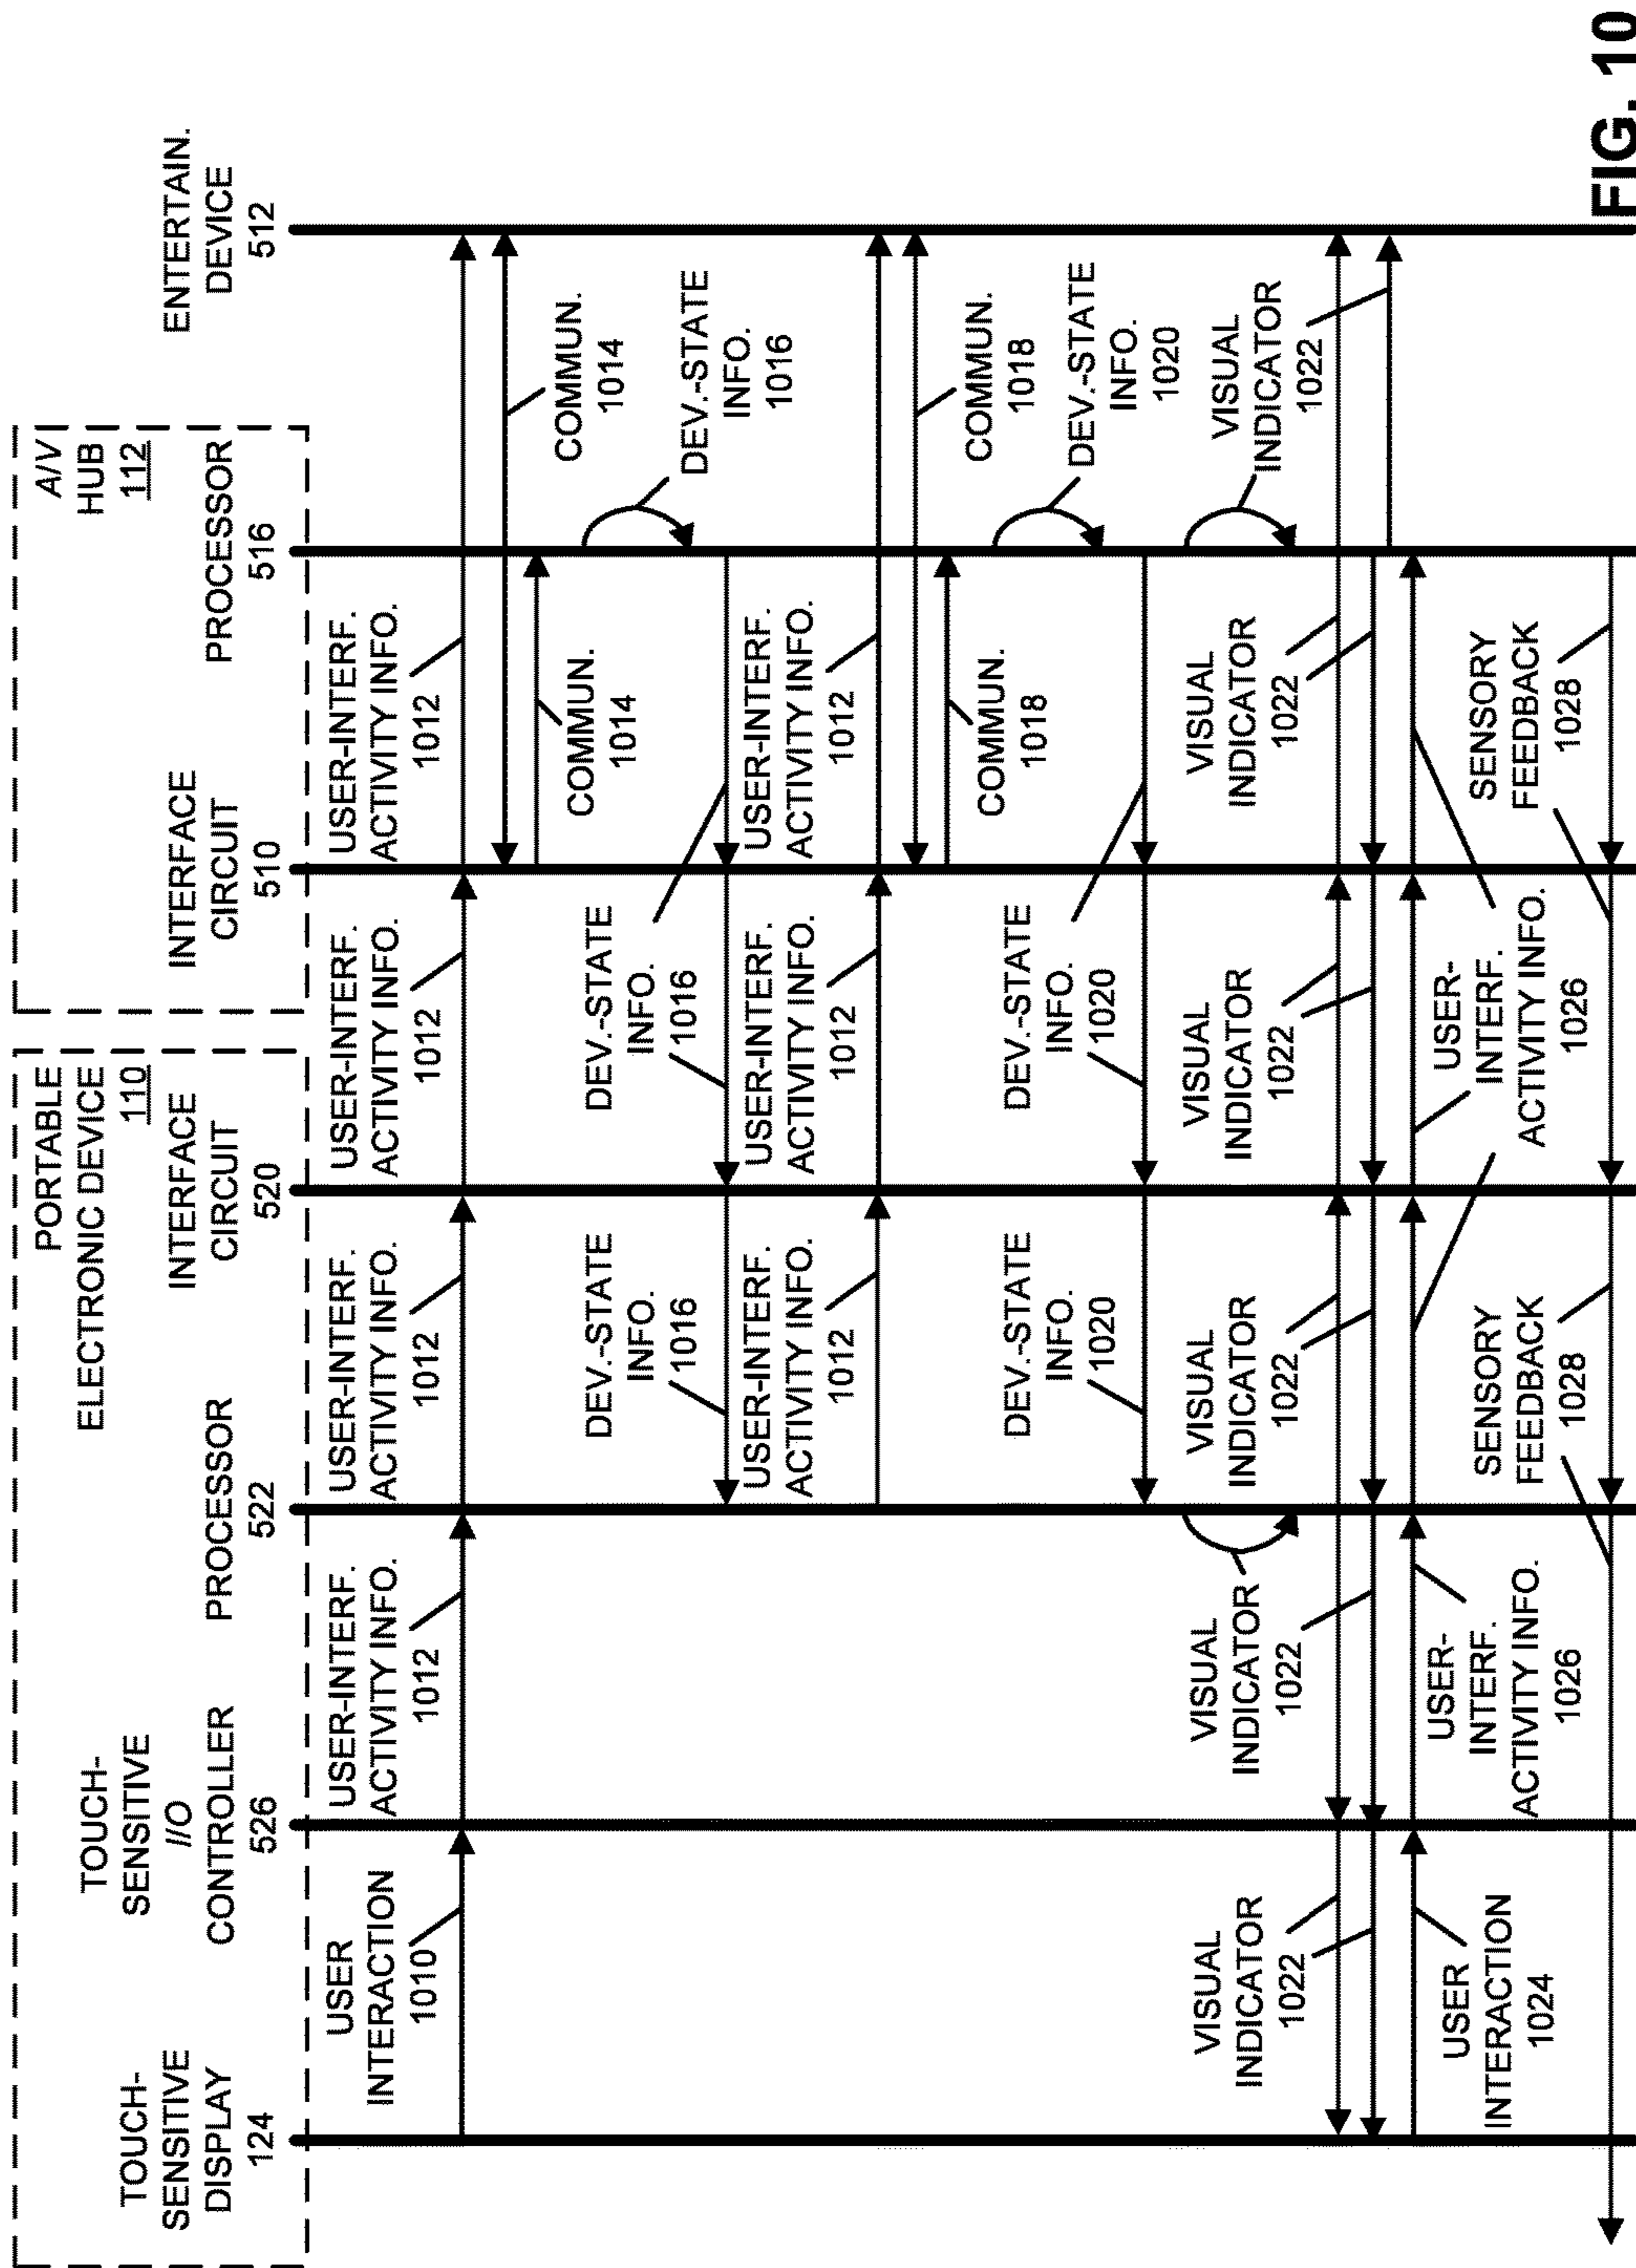 PORTABLE
ELECTRONIC DEVICE
110
A/V
HUB
112
TOUCH-
SENSITIVE
DISPLAY
124
TOUCH-
SENSITIVE
I/O
CONTROLLER
526
PROCESSOR
522
INTERFACE
CIRCUIT
520
INTERFACE
CIRCUIT
510
PROCESSOR
516
ENTERTAIN.
DEVICE
512
USER
INTERACTION
1010
USER-INTERF.
ACTIVITY INFO.
1012
USER-INTERF.
ACTIVITY INFO.
1012
USER-INTERF.
ACTIVITY INFO.
1012
USER-INTERF.
ACTIVITY INFO.
1012
COMMUN.
1014
COMMUN.
1014
DEV.-STATE
INFO.
1016
DEV.-STATE
INFO.
1016
DEV.-STATE
INFO.
1016
USER-INTERF.
ACTIVITY INFO.
1012
USER-INTERF.
ACTIVITY INFO.
1012
USER-INTERF.
ACTIVITY INFO.
1012
COMMUN.
1018
COMMUN.
1018
DEV.-STATE
INFO.
1020
DEV.-STATE
INFO.
1020
DEV.-STATE
INFO.
1020
VISUAL
INDICATOR
1022
VISUAL
INDICATOR
1022
VISUAL
INDICATOR
1022
VISUAL
INDICATOR
1022
VISUAL
INDICATOR
1022
VISUAL
INDICATOR
1022
USER
INTERACTION
1024
USER-
INTERF.
ACTIVITY INFO.
1026
USER-
INTERF.
ACTIVITY INFO.
1026
SENSORY
FEEDBACK
1028
SENSORY
FEEDBACK
1028
FIG. 10